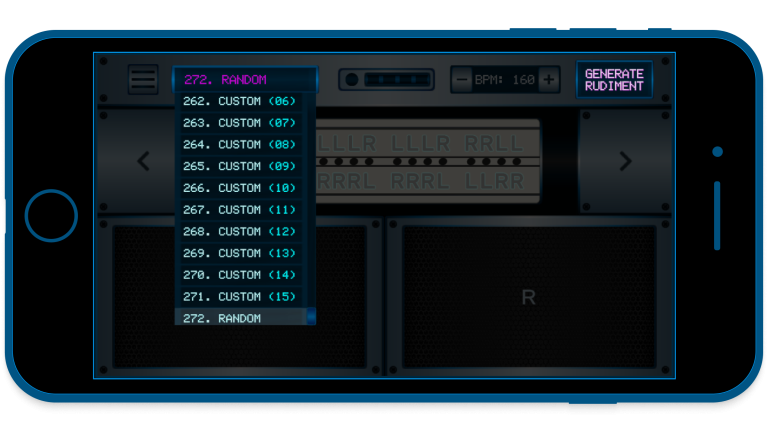 272. RANDOM
BPM: 160
GENERATE
RUDIMENT
262. CUSTOM (06)
263. CUSTOM (07)
264. CUSTOM (08)
265. CUSTOM (09)
266. CUSTOM (10)
267. CUSTOM (11)
268. CUSTOM (12)
269. CUSTOM (13)
270. CUSTOM (14)
271. CUSTOM (15)
272. RANDOM
LLLR LLLR RRLL
RRRL RRRL LLRR
R